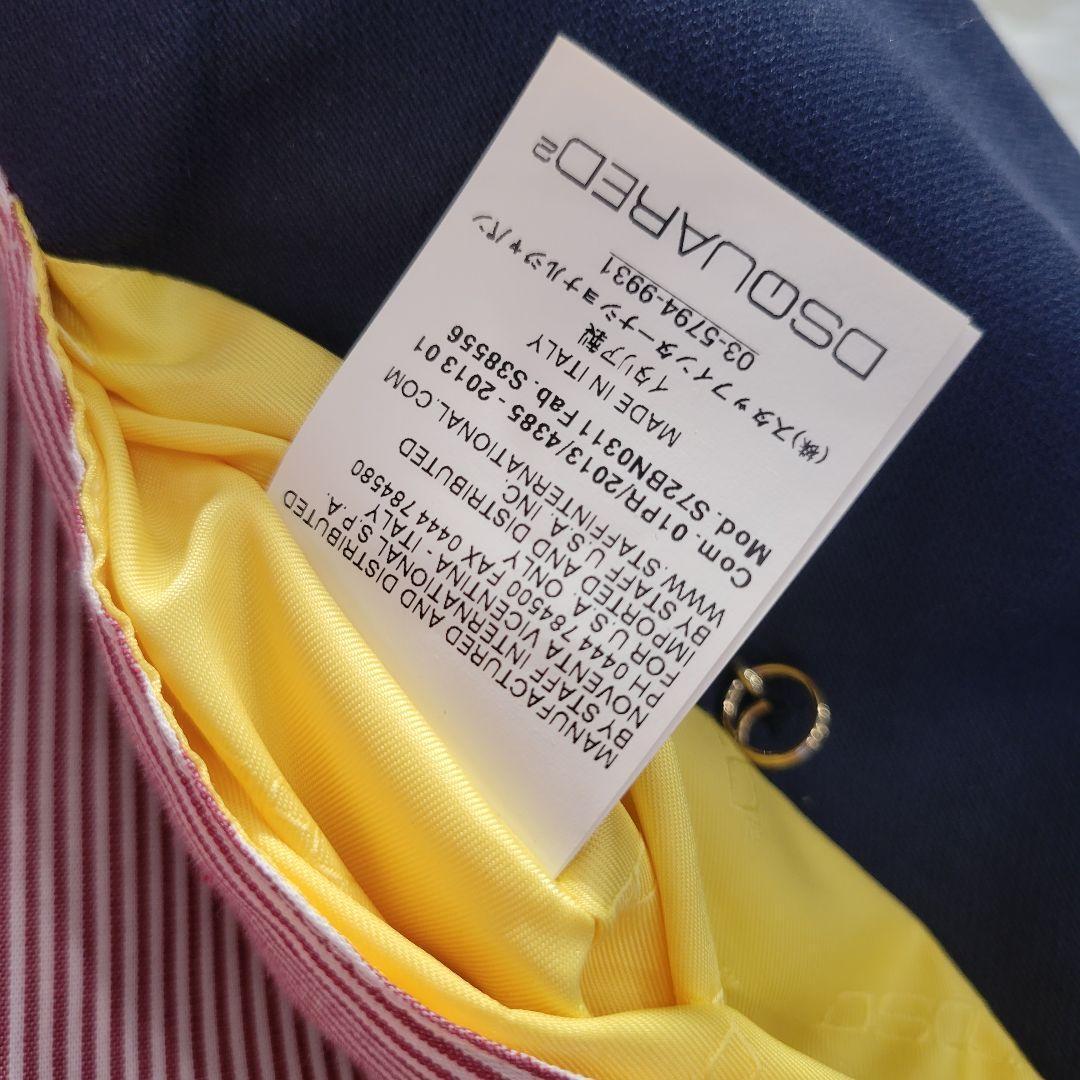 DSQUARED2
(株)スタッフインターナショナルジャパン
03-5794-9931
イタリア製
MADE IN ITALY
Mod. S72BN0311 Fab. S38556
Com. 01PR/2013/4385 - 2013 01
WWW.STAFFINTERNATIONAL.COM
BY STAFF U.S.A. INC.
IMPORTED AND DISTRIBUTED
FOR U.S.A. ONLY
PH 0444 784500 FAX 0444 784580
NOVENTA VICENTINA - ITALY
BY STAFF INTERNATIONAL S.P.A.
MANUFACTURED AND DISTRIBUTED